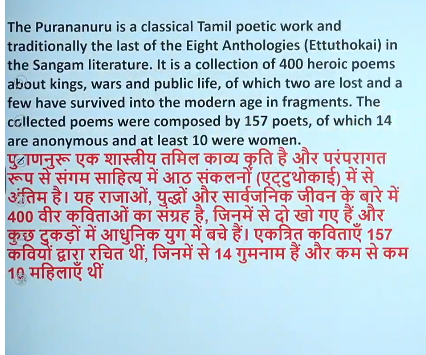 The Purananuru is a classical Tamil poetic work and
traditionally the last of the Eight Anthologies (Ettuthokai) in
the Sangam literature. It is a collection of 400 heroic poems
about kings, wars and public life, of which two are lost and a
few have survived into the modern age in fragments. The
collected poems were composed by 157 poets, of which 14
are anonymous and at least 10 were women.
पुराणनुरू एक शास्त्रीय तमिल काव्य कृति है और परंपरागत
रूप से संगम साहित्य में आठ संकलनों (एट्टुथोकाई) में से
अंतिम है। यह राजाओं, युद्धों और सार्वजनिक जीवन के बारे में
400 वीर कविताओं का संग्रह है, जिनमें से दो खो गए हैं और
कुछ टुकड़ों में आधुनिक युग में बचे हैं। एकत्रित कविताएँ 157
कवियों द्वारा रचित थीं, जिनमें से 14 गुमनाम हैं और कम से कम
10 महिलाएँ थीं